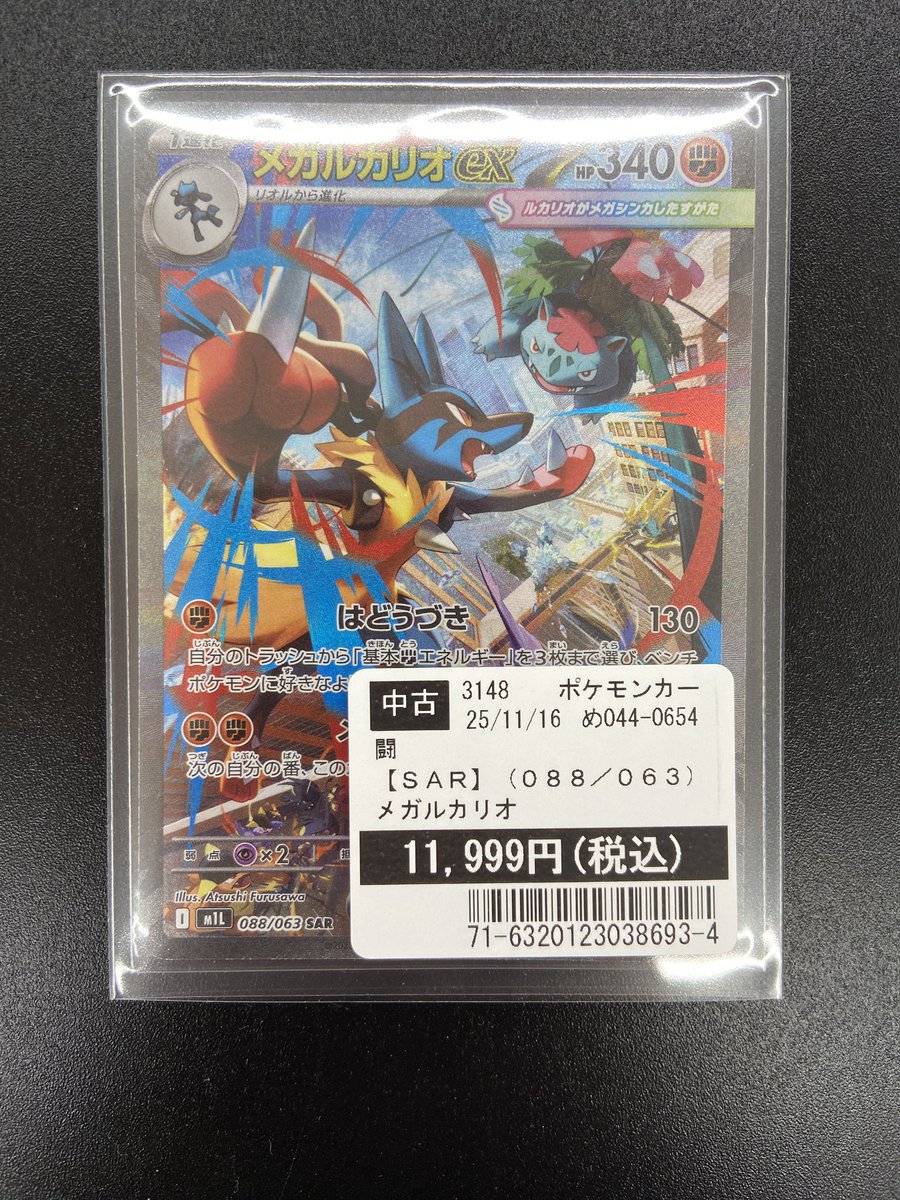 1進化
メガルカリオex HP340
リオルから進化
ルカリオがメガシンカしたすがた
はどうづき 130
自分のトラッシュから「基本エネルギー」を3枚まで選び、ベンチ
ポケモンに好きなよ
次の自分の番、この
弱点 ×2
Illus. Atsushi Furusawa
M1L 088/063 SAR
中古 3148 ポケモンカー
25/11/16 め044-0654
闘
【ＳＡＲ】（０８８／０６３）
メガルカリオ
11,999円(税込)
71-6320123038693-4